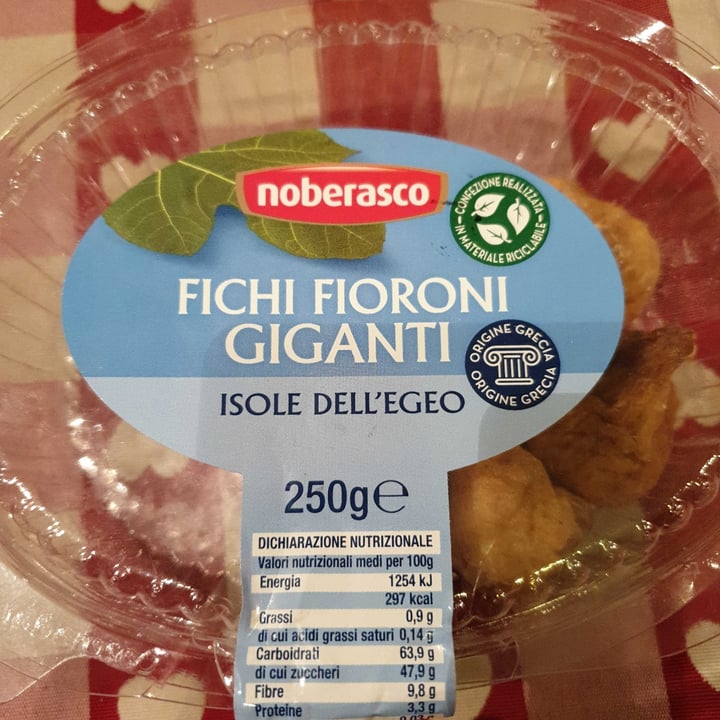 noberasco
CONFEZIONE REALIZZATA
IN MATERIALE RICICLABILE
FICHI FIORONI
GIGANTI
ORIGINE GRECIA
ORIGINE GRECIA
ISOLE DELL'EGEO
250g℮
DICHIARAZIONE NUTRIZIONALE
Valori nutrizionali medi per 100g
Energia 1254 kJ
297 kcal
Grassi 0,9 g
di cui acidi grassi saturi 0,14 g
Carboidrati 63,9 g
di cui zuccheri 47,9 g
Fibre 9,8 g
Proteine 3,3 g